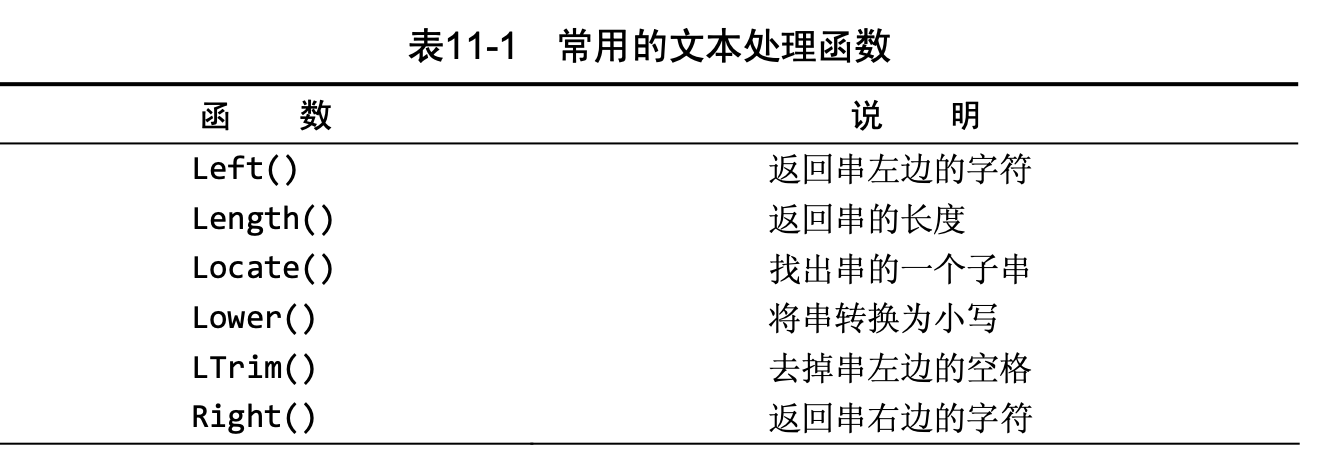 表11-1 常用的文本处理函数
函 数 说 明
Left() 返回串左边的字符
Length() 返回串的长度
Locate() 找出串的一个子串
Lower() 将串转换为小写
LTrim() 去掉串左边的空格
Right() 返回串右边的字符